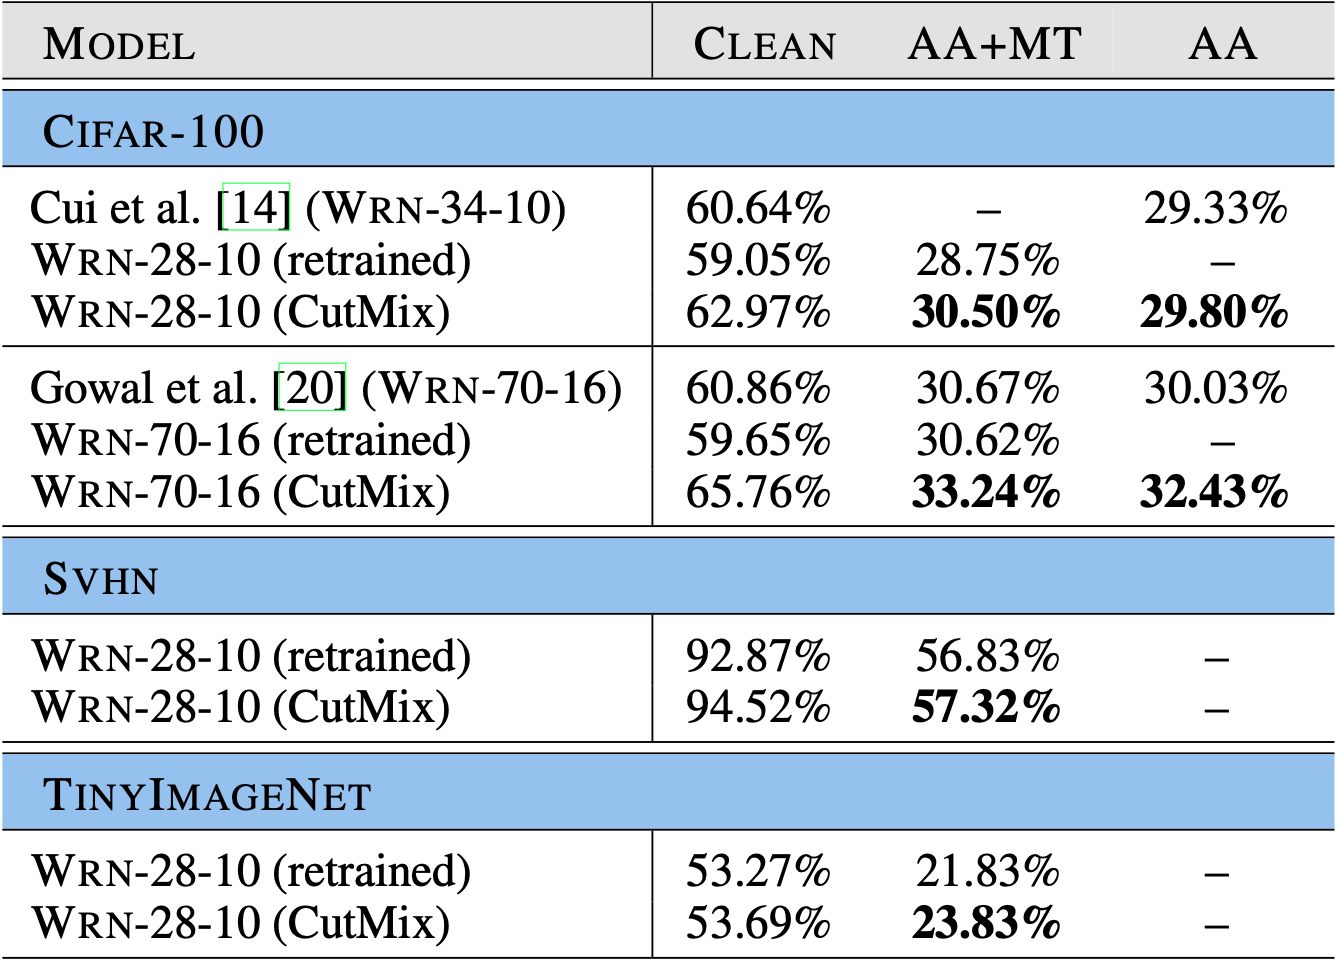 MODEL CLEAN AA+MT AA
CIFAR-100
Cui et al. [14] (WRN-34-10) 60.64% – 29.33%
WRN-28-10 (retrained) 59.05% 28.75% –
WRN-28-10 (CutMix) 62.97% 30.50% 29.80%
Gowal et al. [20] (WRN-70-16) 60.86% 30.67% 30.03%
WRN-70-16 (retrained) 59.65% 30.62% –
WRN-70-16 (CutMix) 65.76% 33.24% 32.43%
SVHN
WRN-28-10 (retrained) 92.87% 56.83% –
WRN-28-10 (CutMix) 94.52% 57.32% –
TINYIMAGENET
WRN-28-10 (retrained) 53.27% 21.83% –
WRN-28-10 (CutMix) 53.69% 23.83% –